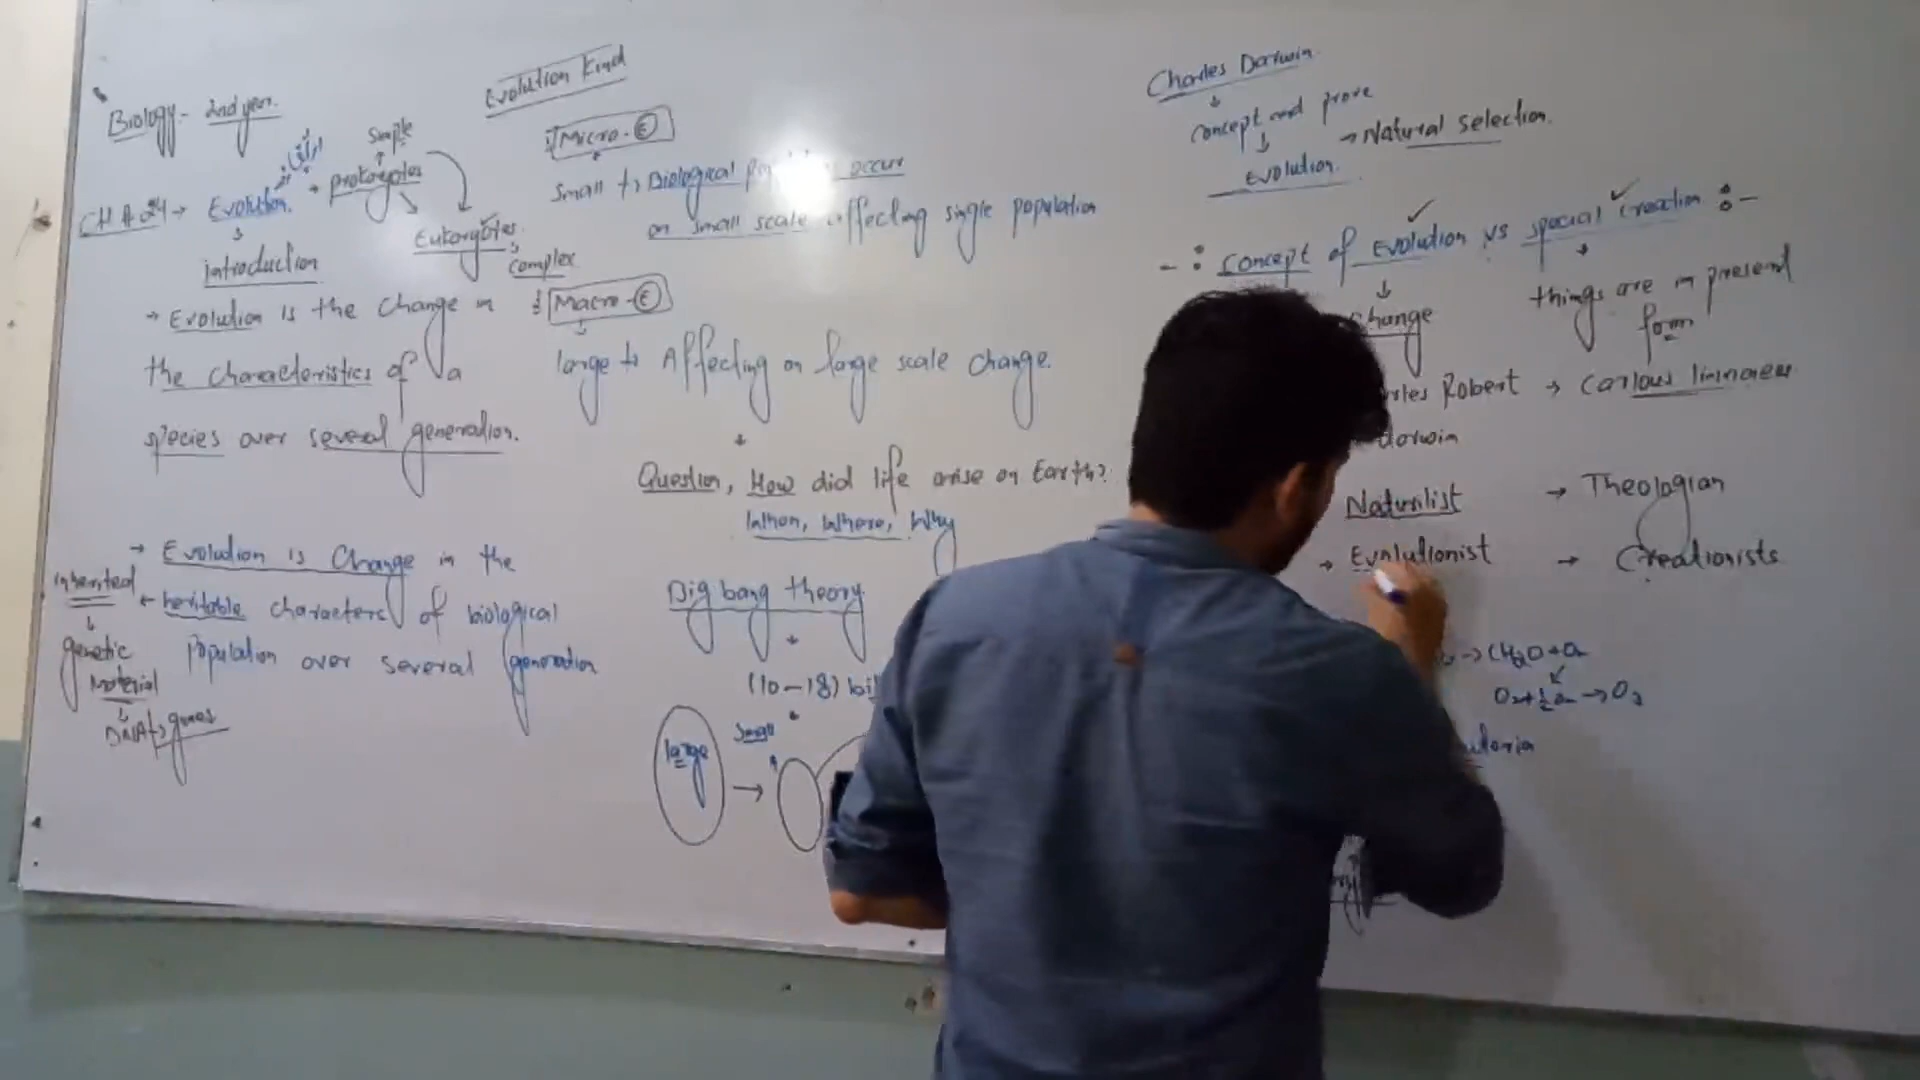 Biology - 2nd year.
CH # 24 → Evolution.
ارتقاء
introduction
Simple
prokaryotes
Eukaryotes
complex
→ Evolution is the change in
the characteristics of a
species over several generation.
→ Evolution is Change in the
heritable characters of biological
population over several generation
inherited
genetic
Material
DNA → genes
Evolution Kind
Micro - E
Small → Biological occur
on small scale affecting single population
Macro - E
large → Affecting on large scale change.
Question, How did life arise on Earth?
When, Where, Why
Big bang theory
(10-18)
large → Small
Charles Darwin
concept and prove
evolution. → Natural selection.
-: concept of Evolution vs spacial creation :-
Change
things are in present
form
Robert → Carlous linnaeus
darwin
Naturilist → Theologian
→ Evolutionist → Creationists
→ CH₂O + O₂
O₂ + ½ O₂ → O₃